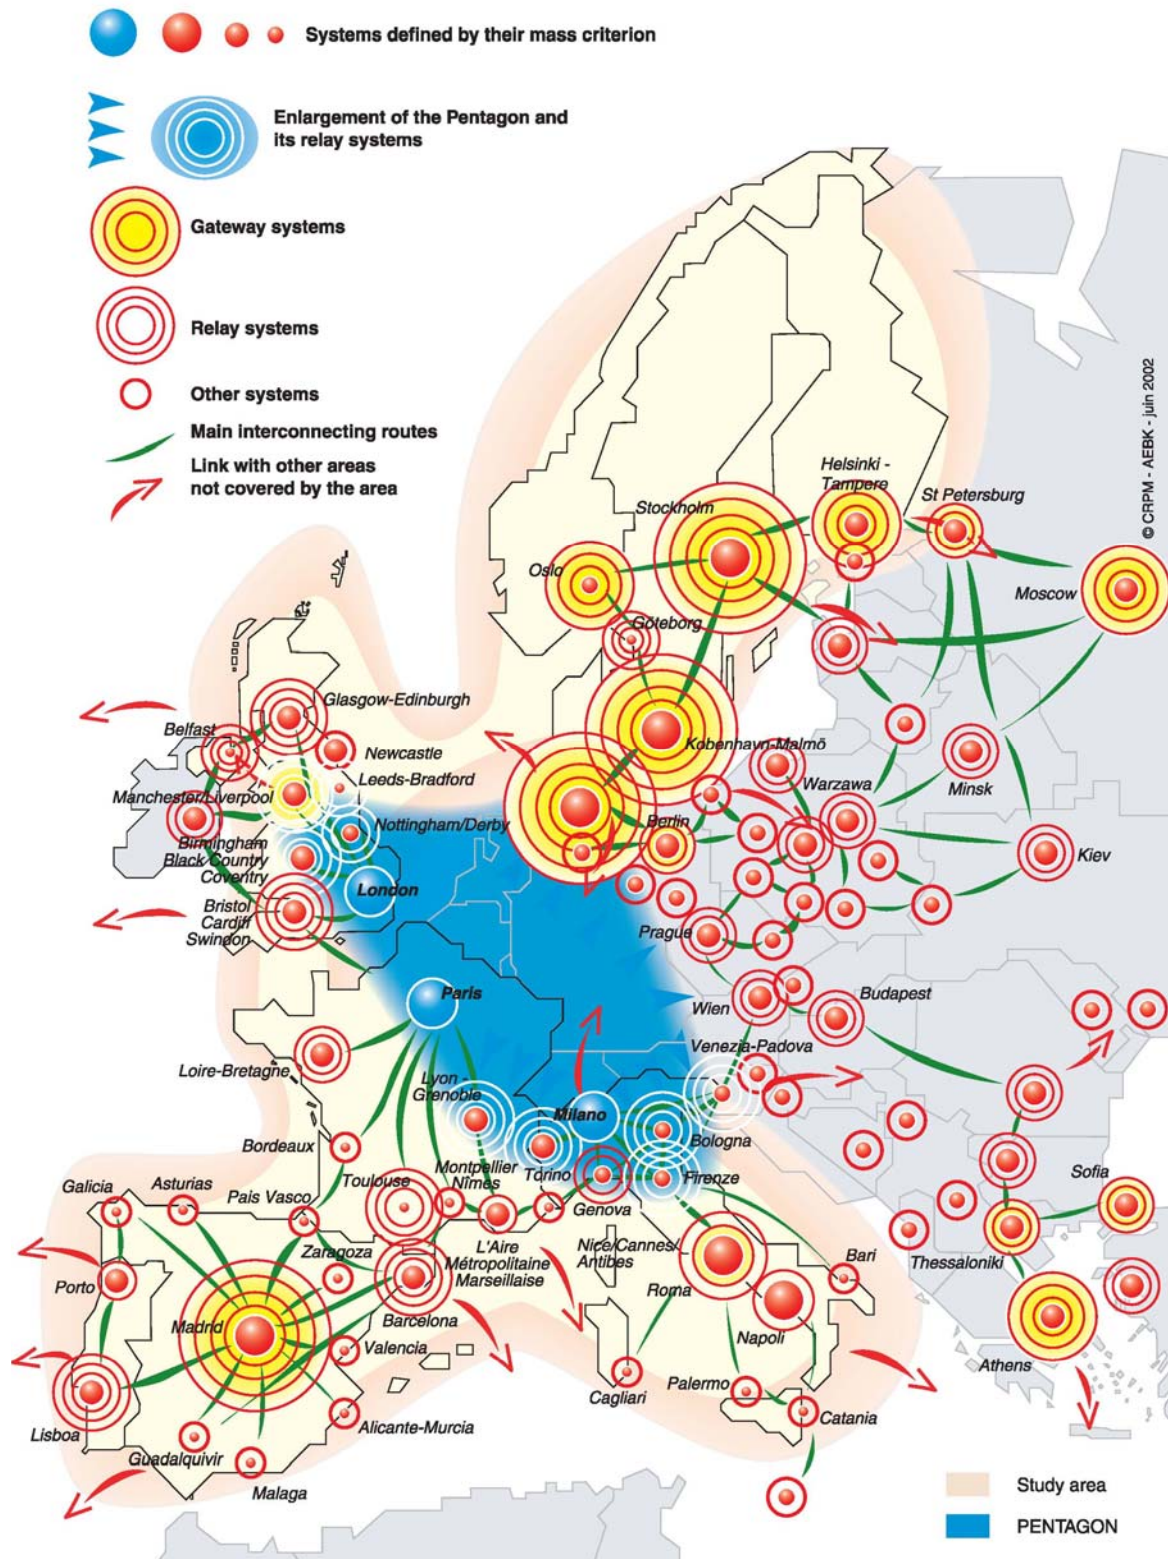 Systems defined by their mass criterion
Enlargement of the Pentagon and
its relay systems
Gateway systems
Relay systems
Other systems
Main interconnecting routes
Link with other areas
not covered by the area
© CRPM - AEBK - juin 2002
Helsinki -
Tampere
St Petersburg
Stockholm
Oslo
Moscow
Göteborg
Glasgow-Edinburgh
Belfast
Newcastle
Kobenhavn-Malmö
Leeds-Bradford
Warzawa
Minsk
Manchester/Liverpool
Nottingham/Derby
Berlin
Birmingham
Black Country
Coventry
Kiev
London
Bristol
Cardiff
Swindon
Prague
Paris
Wien
Budapest
Venezia-Padova
Loire-Bretagne
Lyon -
Grenoble
Milano
Bologna
Bordeaux
Montpellier
Nîmes
Torino
Firenze
Galicia
Asturias
Pais Vasco
Toulouse
Genova
Sofia
Zaragoza
L'Aire
Métropolitaine
Marseillaise
Nice/Cannes/
Antibes
Bari
Thessaloniki
Porto
Roma
Madrid
Barcelona
Napoli
Valencia
Athens
Cagliari
Palermo
Catania
Lisboa
Alicante-Murcia
Guadalquivir
Malaga
Study area
PENTAGON